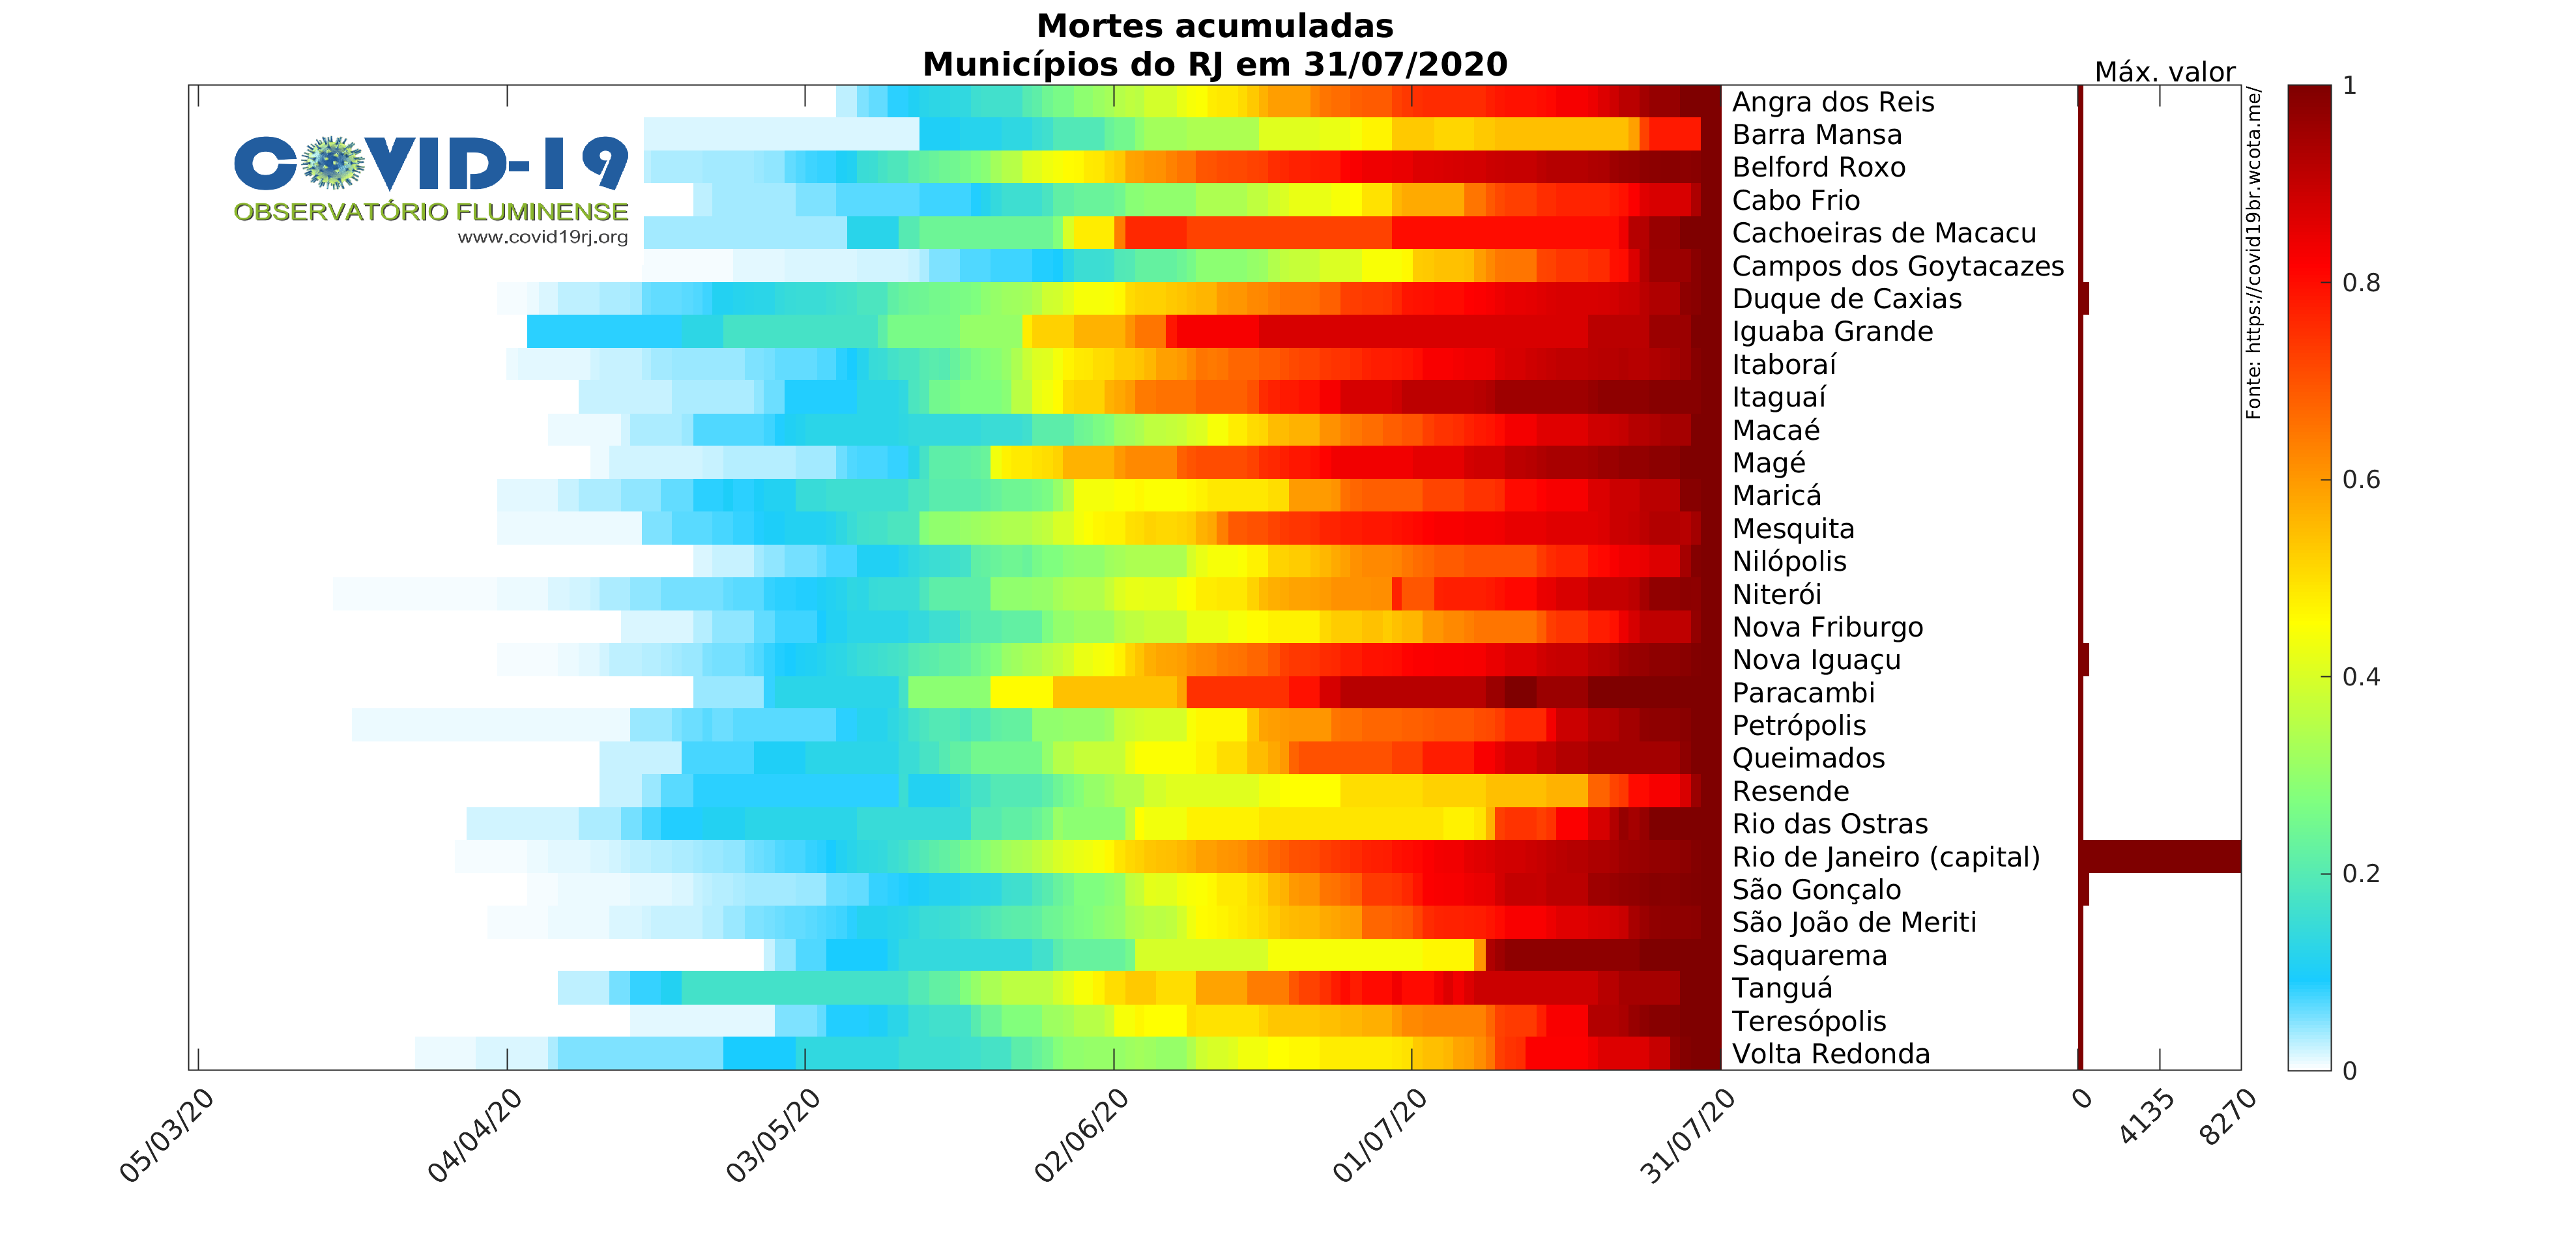 Mortes acumuladas
Municípios do RJ em 31/07/2020
Máx. valor
COVID-19
OBSERVATÓRIO FLUMINENSE
www.covid19rj.org
Angra dos Reis
Barra Mansa
Belford Roxo
Cabo Frio
Cachoeiras de Macacu
Campos dos Goytacazes
Duque de Caxias
Iguaba Grande
Itaboraí
Itaguaí
Macaé
Magé
Maricá
Mesquita
Nilópolis
Niterói
Nova Friburgo
Nova Iguaçu
Paracambi
Petrópolis
Queimados
Resende
Rio das Ostras
Rio de Janeiro (capital)
São Gonçalo
São João de Meriti
Saquarema
Tanguá
Teresópolis
Volta Redonda
Fonte: https://covid19br.wcota.me/
1
0.8
0.6
0.4
0.2
0
05/03/20
04/04/20
03/05/20
02/06/20
01/07/20
31/07/20
0
4135
8270